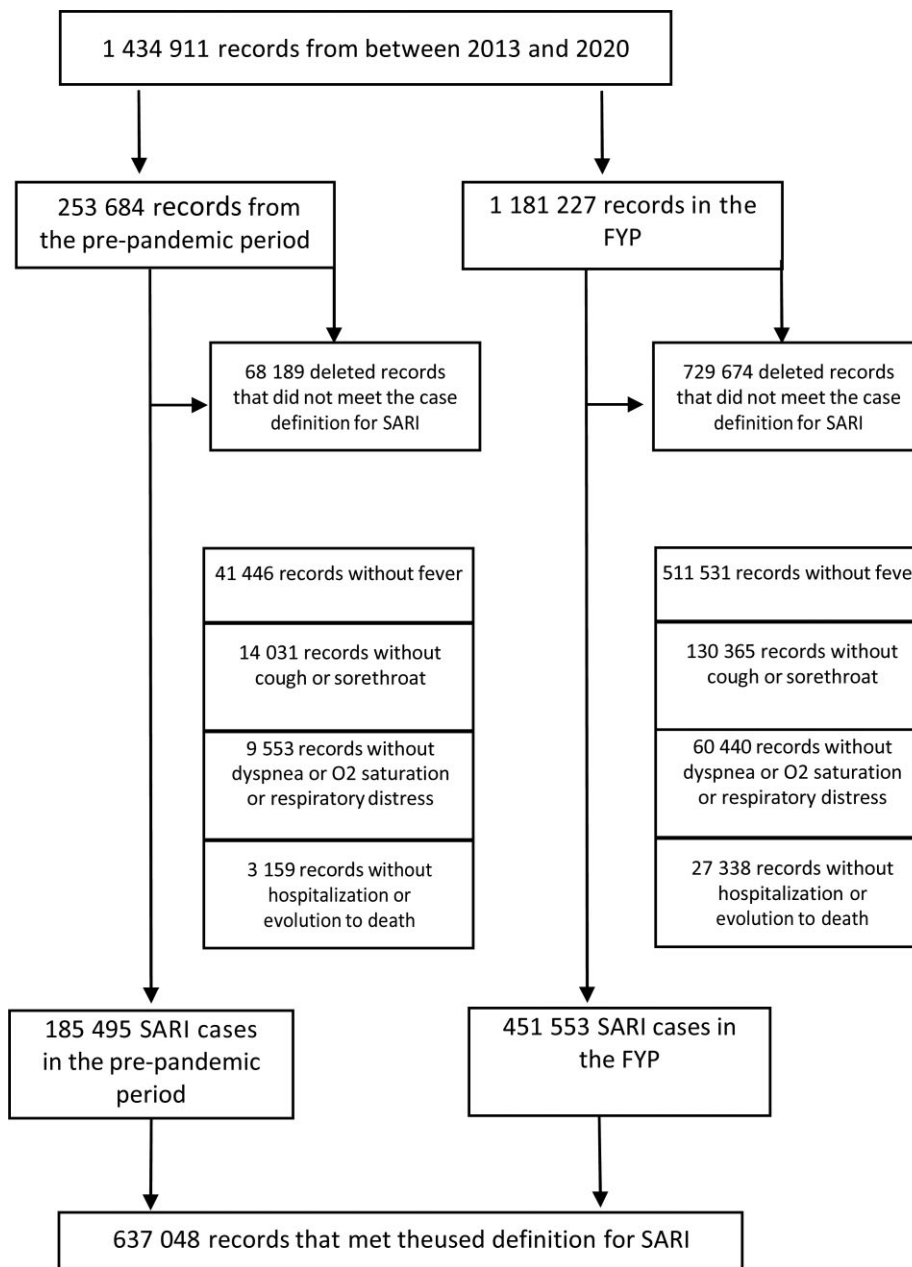 1 434 911 records from between 2013 and 2020
253 684 records from
the pre-pandemic period
1 181 227 records in the
FYP
68 189 deleted records
that did not meet the case
definition for SARI
729 674 deleted records
that did not meet the case
definition for SARI
41 446 records without fever
14 031 records without
cough or sorethroat
9 553 records without
dyspnea or O2 saturation
or respiratory distress
3 159 records without
hospitalization or
evolution to death
511 531 records without feve
130 365 records without
cough or sorethroat
60 440 records without
dyspnea or O2 saturation
or respiratory distress
27 338 records without
hospitalization or
evolution to death
185 495 SARI cases
in the pre-pandemic
period
451 553 SARI cases in
the FYP
637 048 records that met theused definition for SARI